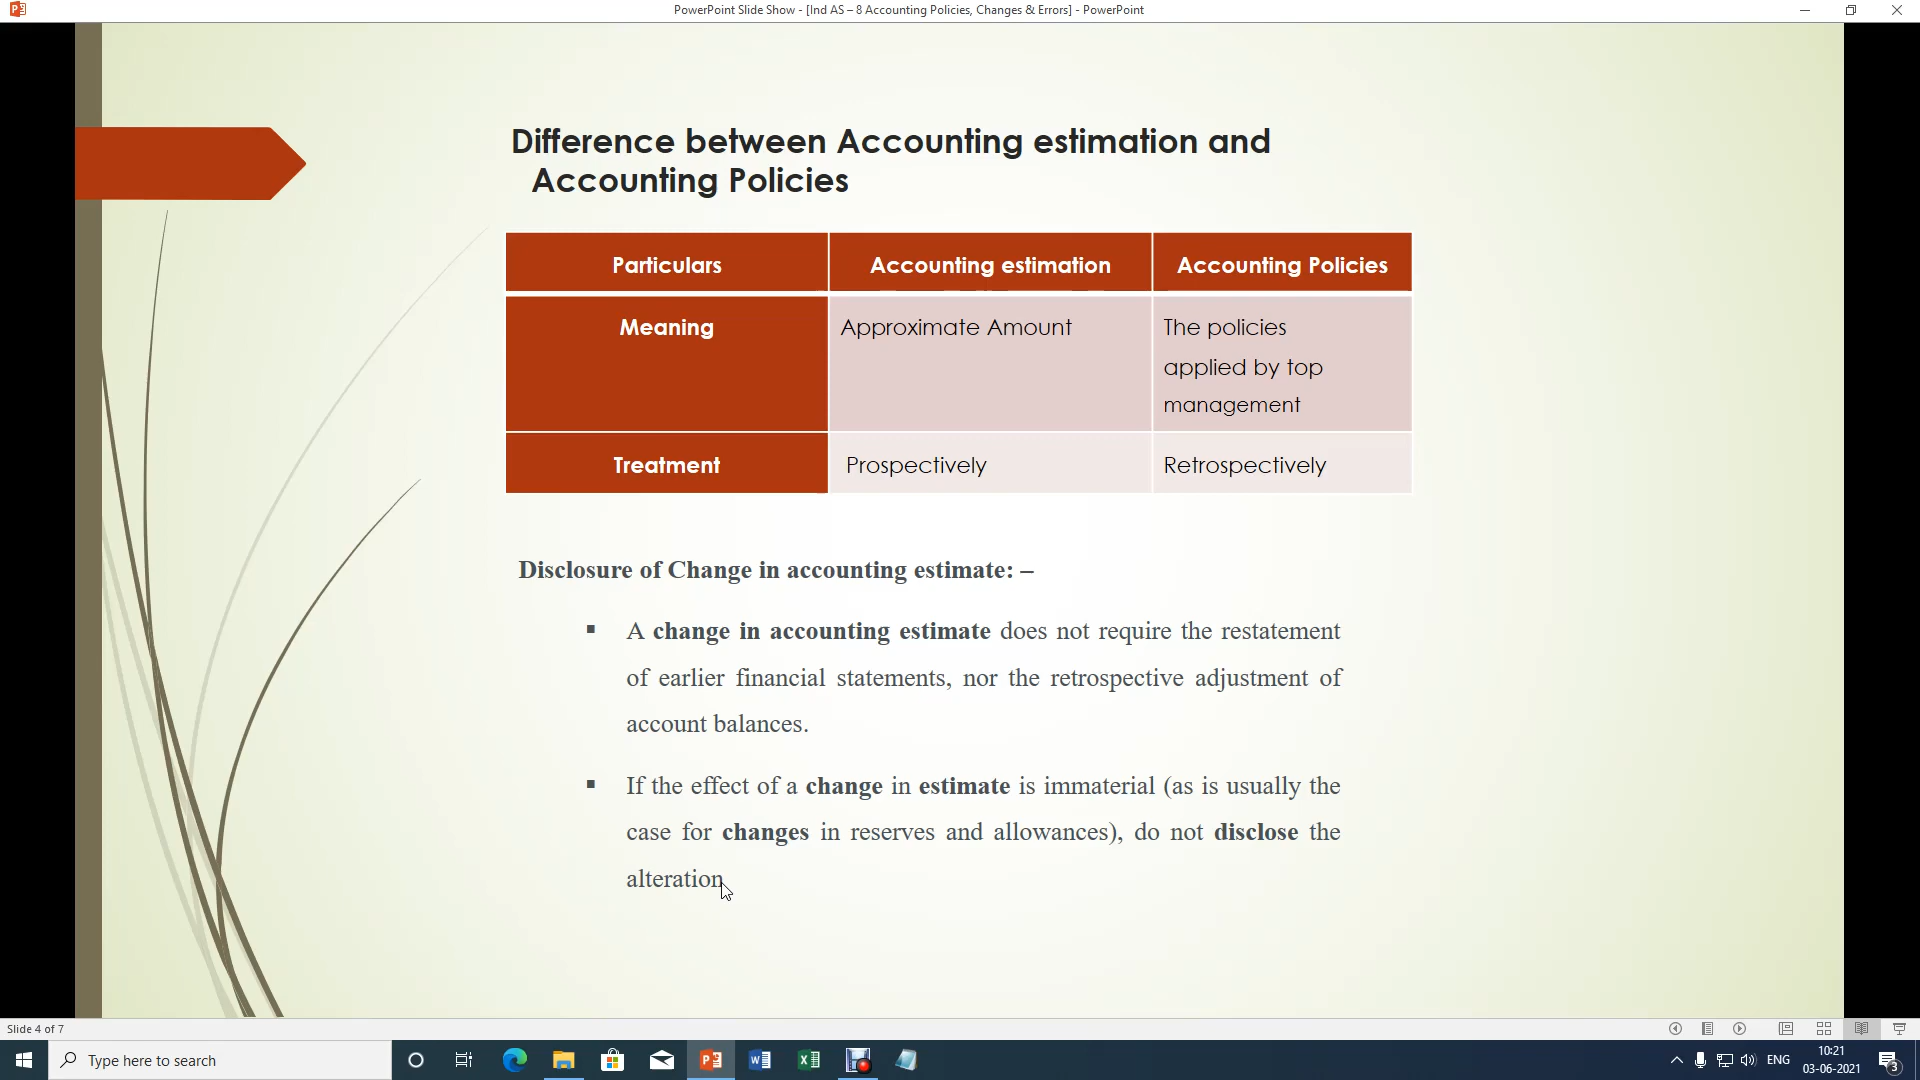 PowerPoint Slide Show - [Ind AS – 8 Accounting Policies, Changes & Errors] - PowerPoint
Difference between Accounting estimation and
Accounting Policies
Particulars
Accounting estimation
Accounting Policies
Meaning
Approximate Amount
The policies
applied by top
management
Treatment
Prospectively
Retrospectively
Disclosure of Change in accounting estimate: –
▪ A change in accounting estimate does not require the restatement
of earlier financial statements, nor the retrospective adjustment of
account balances.
▪ If the effect of a change in estimate is immaterial (as is usually the
case for changes in reserves and allowances), do not disclose the
alteration
Slide 4 of 7
Type here to search
ENG
10:21
03-06-2021
3